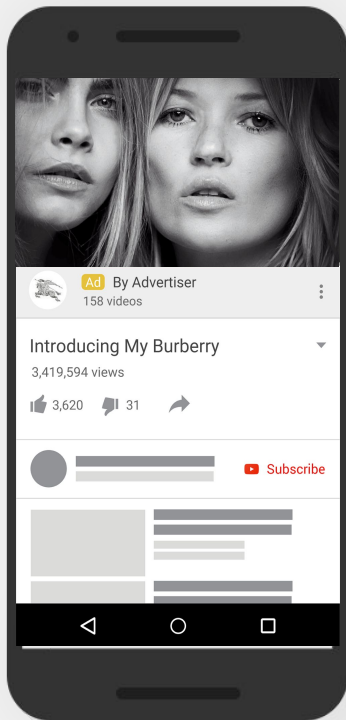 Ad By Advertiser
158 videos
Introducing My Burberry
3,419,594 views
3,620 31
Subscribe